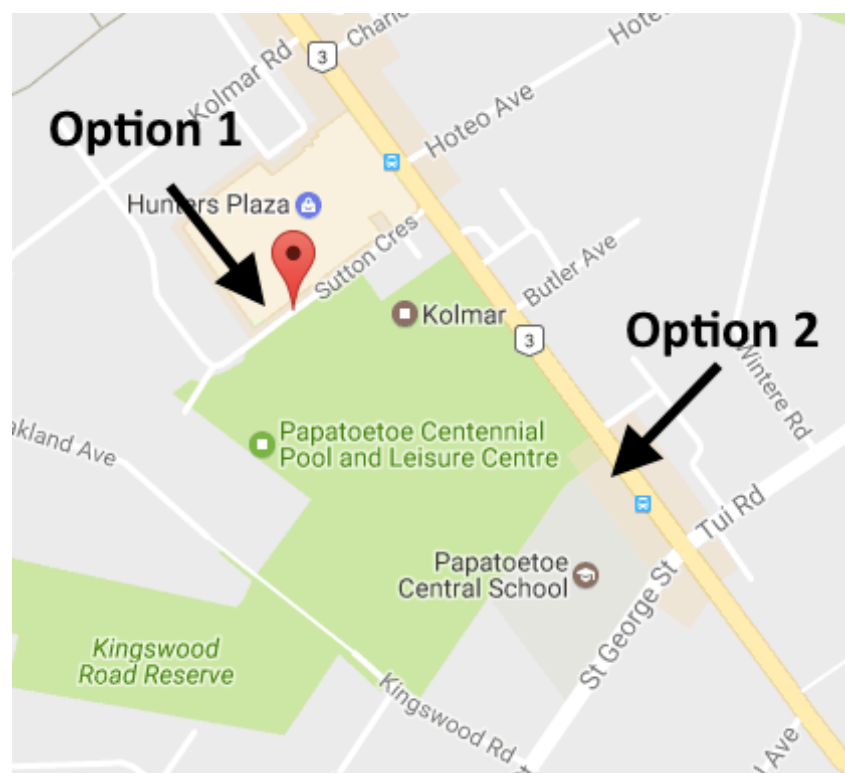 3
Kolmar Rd
Hoteo Ave
Option 1
Hunters Plaza
Sutton Cres
Butler Ave
Kolmar
3
Option 2
Wintere Rd
Papatoetoe Centennial
Pool and Leisure Centre
Tui Rd
Papatoetoe
Central School
St George St
Kingswood
Road Reserve
Kingswood Rd
Ave